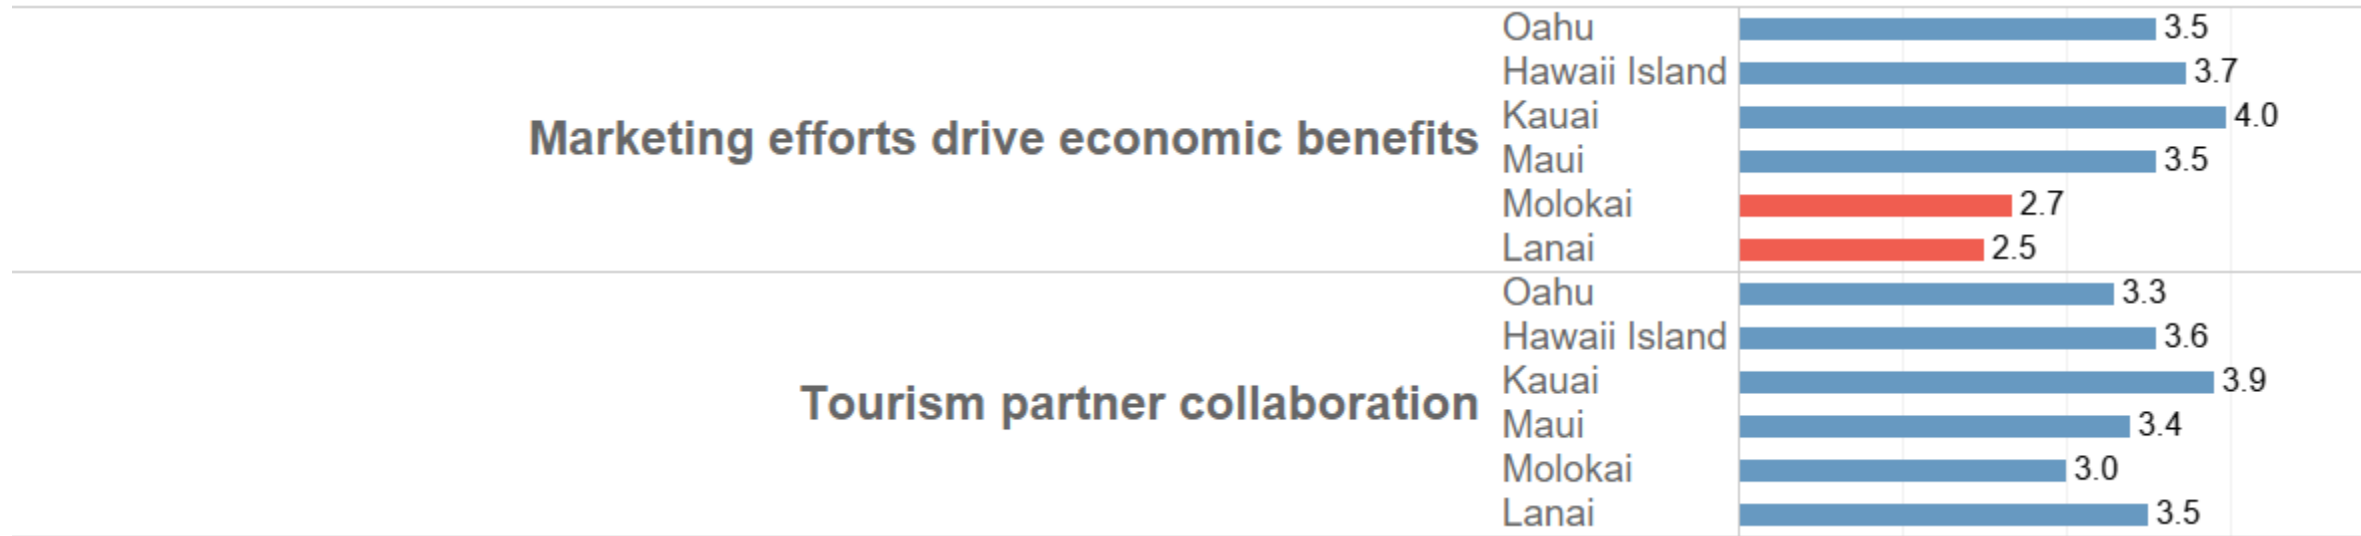 Marketing efforts drive economic benefits
Oahu 3.5
Hawaii Island 3.7
Kauai 4.0
Maui 3.5
Molokai 2.7
Lanai 2.5
Tourism partner collaboration
Oahu 3.3
Hawaii Island 3.6
Kauai 3.9
Maui 3.4
Molokai 3.0
Lanai 3.5